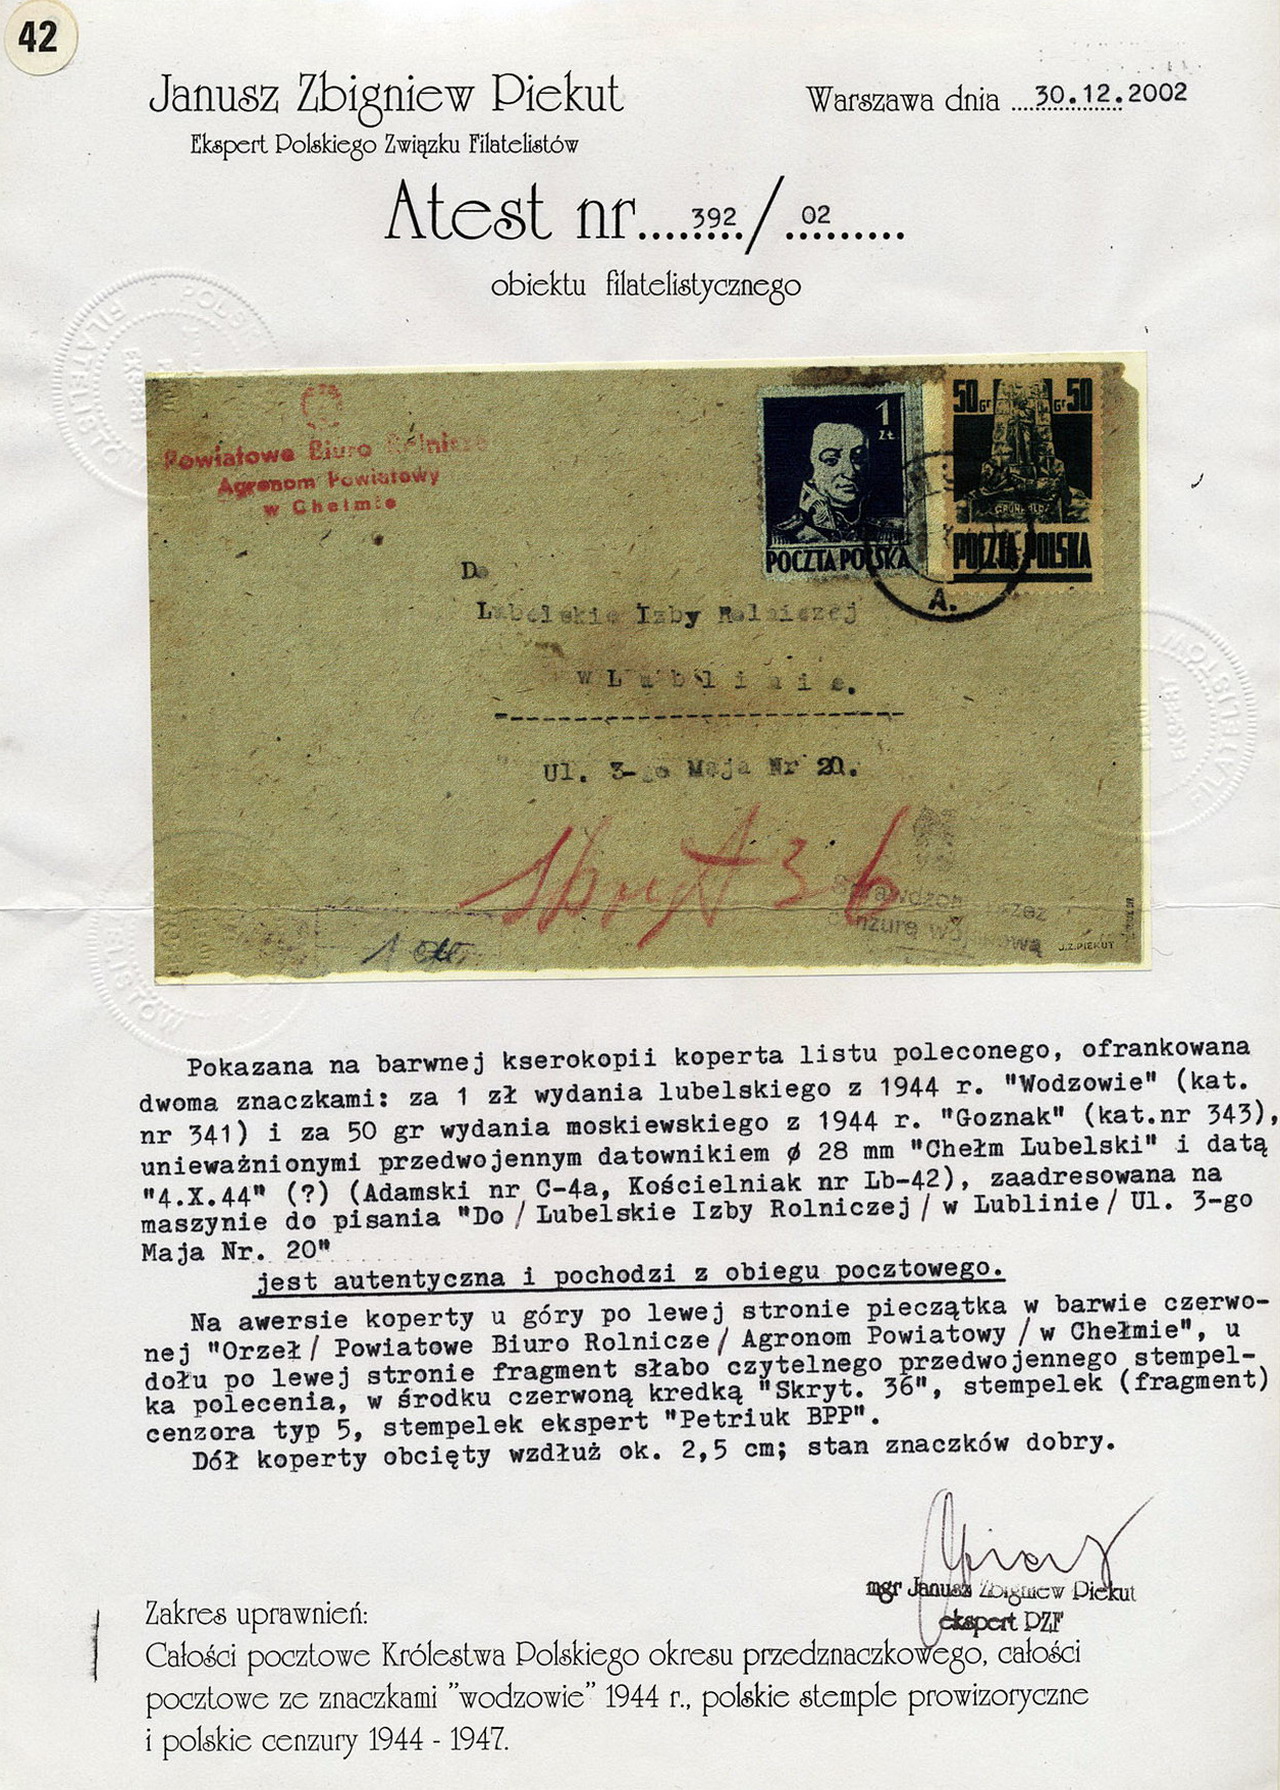 42
Janusz Zbigniew Piekut
Warszawa dnia ....30.12.2002
Ekspert Polskiego Związku Filatelistów
Atest nr....392/..02......
obiektu filatelistycznego
Powiatowe Biuro Rolnicze
Agronom Powiatowy
w Chełmie
1 ZŁ
POCZTA POLSKA
50 Gr Gr 50
GRUNWALD
POCZTA POLSKA
A.
Do
Lubelskie Izby Rolniczej
w Lublinie.
Ul. 3-go Maja Nr 20.
Skryt 36
Sprawdzono przez
cenzurę wojskową
J.Z.PIEKUT
Pokazana na barwnej kserokopii koperta listu poleconego, ofrankowana
dwoma znaczkami: za 1 zł wydania lubelskiego z 1944 r. "Wodzowie" (kat.
nr 341) i za 50 gr wydania moskiewskiego z 1944 r. "Goznak" (kat.nr 343),
unieważnionymi przedwojennym datownikiem ø 28 mm "Chełm Lubelski" i datą
"4.X.44" (?) (Adamski nr C-4a, Kościelniak nr Lb-42), zaadresowana na
maszynie do pisania "Do / Lubelskie Izby Rolniczej / w Lublinie / Ul. 3-go
Maja Nr. 20"
jest autentyczna i pochodzi z obiegu pocztowego.
Na awersie koperty u góry po lewej stronie pieczątka w barwie czerwo-
nej "Orzeł / Powiatowe Biuro Rolnicze / Agronom Powiatowy / w Chełmie", u
dołu po lewej stronie fragment słabo czytelnego przedwojennego stempel-
ka polecenia, w środku czerwoną kredką "Skryt. 36", stempelek (fragment)
cenzora typ 5, stempelek ekspert "Petriuk BPP".
Dół koperty obcięty wzdłuż ok. 2,5 cm; stan znaczków dobry.
mgr Janusz Zbigniew Piekut
ekspert PZF
Zakres uprawnień:
Całości pocztowe Królestwa Polskiego okresu przedznaczkowego, całości
pocztowe ze znaczkami "wodzowie" 1944 r., polskie stemple prowizoryczne
i polskie cenzury 1944 - 1947.